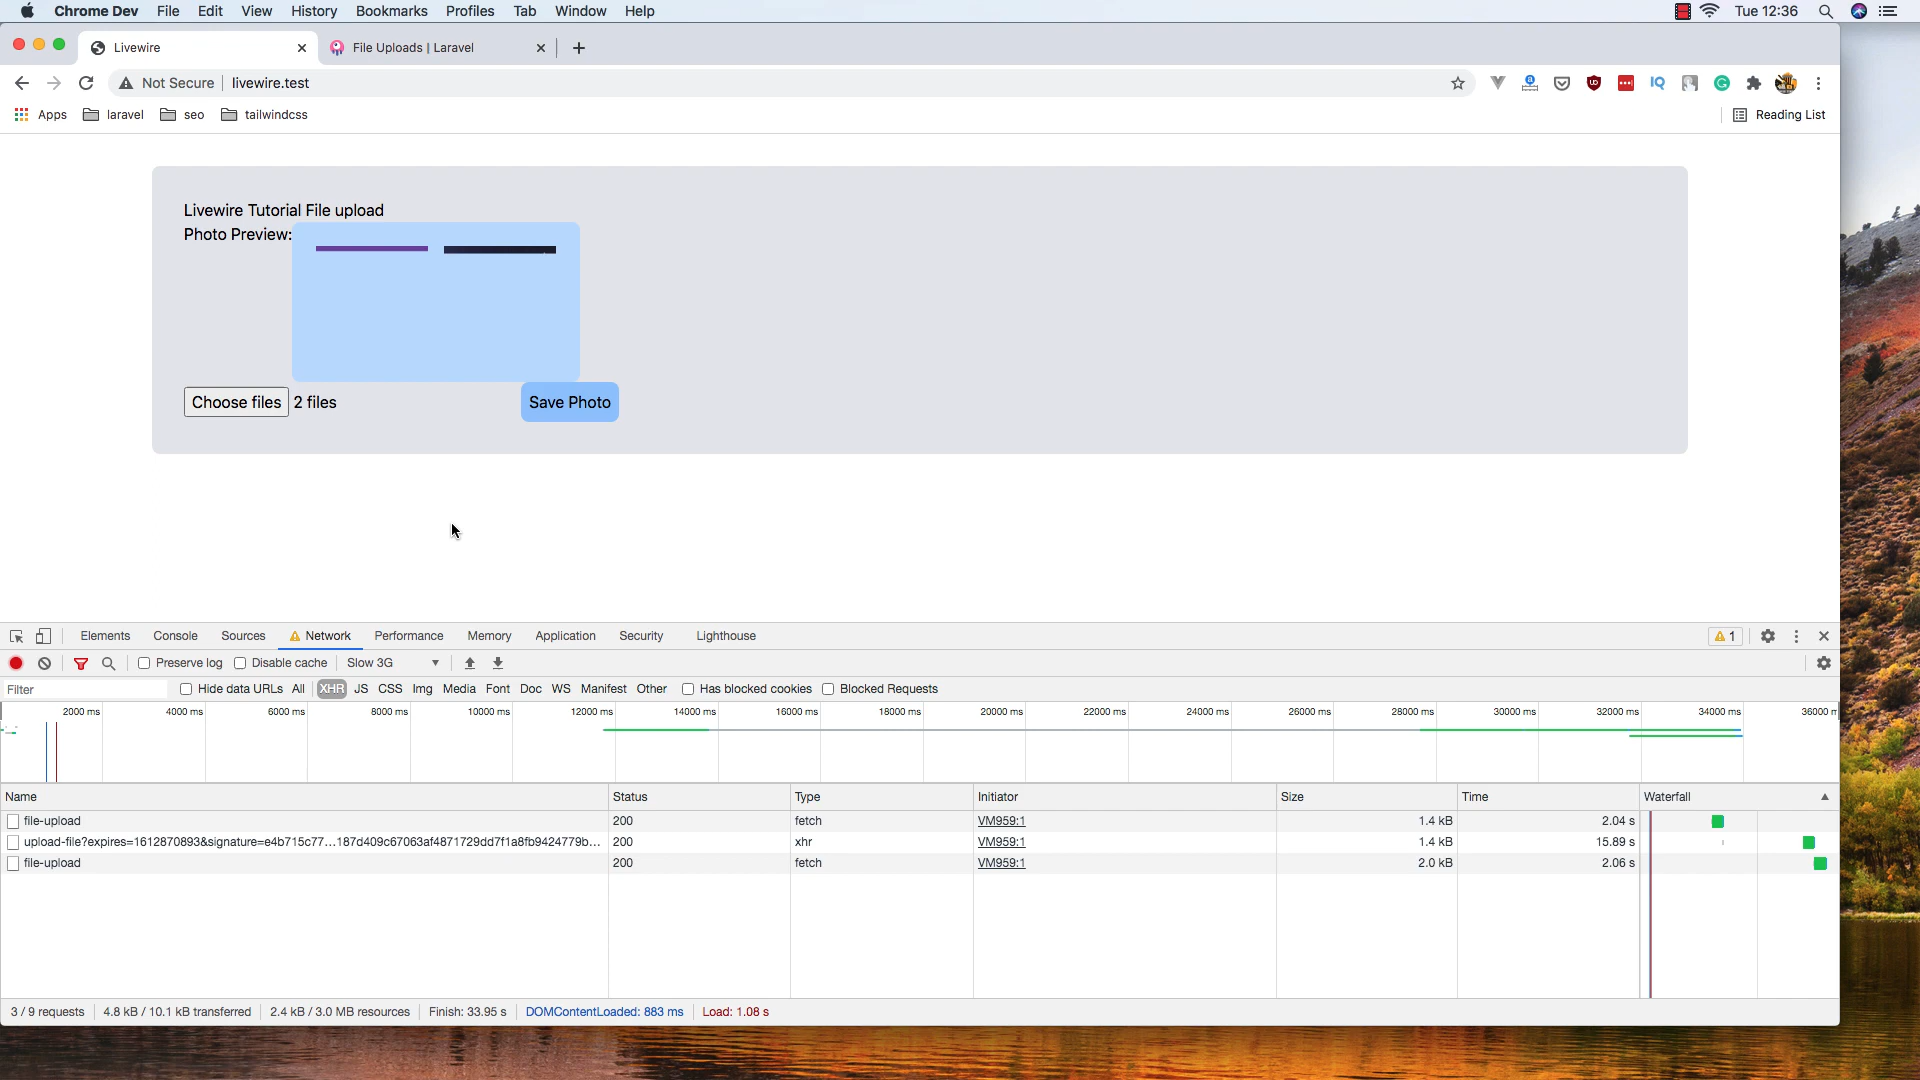 Chrome Dev File Edit View History Bookmarks Profiles Tab Window Help Tue 12:36
Livewire File Uploads | Laravel
Not Secure livewire.test
Apps laravel seo tailwindcss Reading List
Livewire Tutorial File upload
Photo Preview:
Choose files 2 files Save Photo
Elements Console Sources Network Performance Memory Application Security Lighthouse 1
Preserve log Disable cache Slow 3G
Filter Hide data URLs All XHR JS CSS Img Media Font Doc WS Manifest Other Has blocked cookies Blocked Requests
2000 ms 4000 ms 6000 ms 8000 ms 10000 ms 12000 ms 14000 ms 16000 ms 18000 ms 20000 ms 22000 ms 24000 ms 26000 ms 28000 ms 30000 ms 32000 ms 34000 ms 36000 m
Name Status Type Initiator Size Time Waterfall
file-upload 200 fetch VM959:1 1.4 kB 2.04 s
upload-file?expires=1612870893&signature=e4b715c77...187d409c67063af4871729dd7f1a8fb9424779b... 200 xhr VM959:1 1.4 kB 15.89 s
file-upload 200 fetch VM959:1 2.0 kB 2.06 s
3 / 9 requests 4.8 kB / 10.1 kB transferred 2.4 kB / 3.0 MB resources Finish: 33.95 s DOMContentLoaded: 883 ms Load: 1.08 s